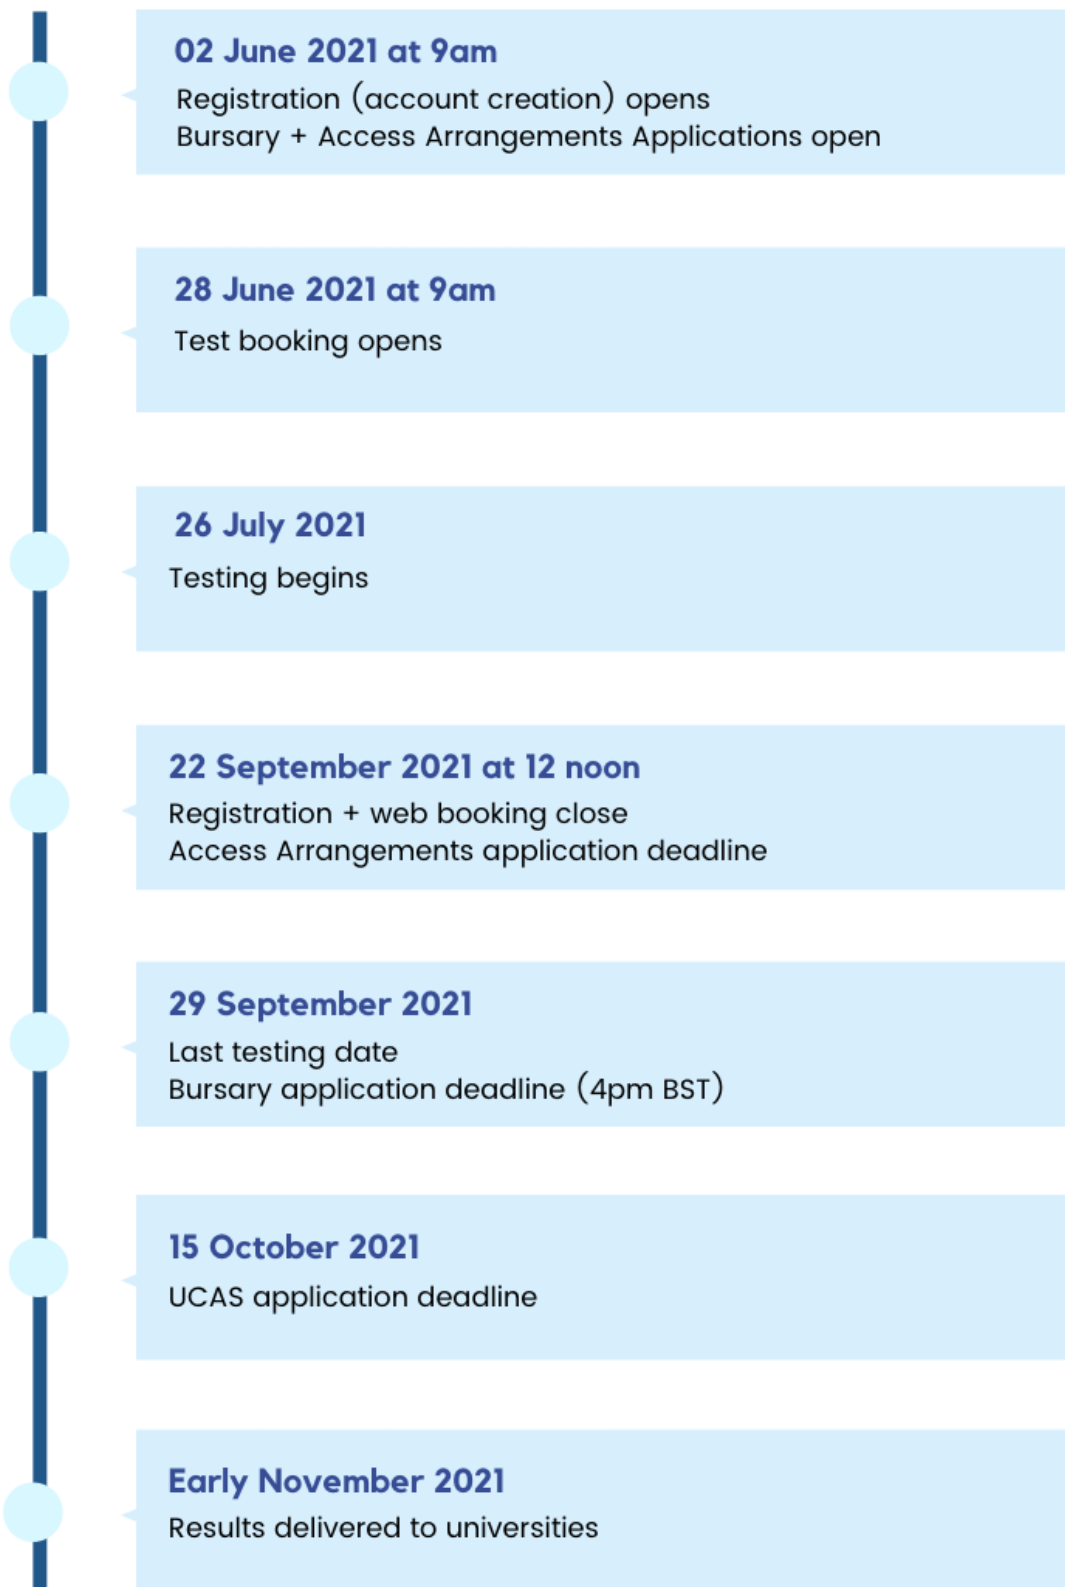 02 June 2021 at 9am
Registration (account creation) opens
Bursary + Access Arrangements Applications open
28 June 2021 at 9am
Test booking opens
26 July 2021
Testing begins
22 September 2021 at 12 noon
Registration + web booking close
Access Arrangements application deadline
29 September 2021
Last testing date
Bursary application deadline (4pm BST)
15 October 2021
UCAS application deadline
Early November 2021
Results delivered to universities